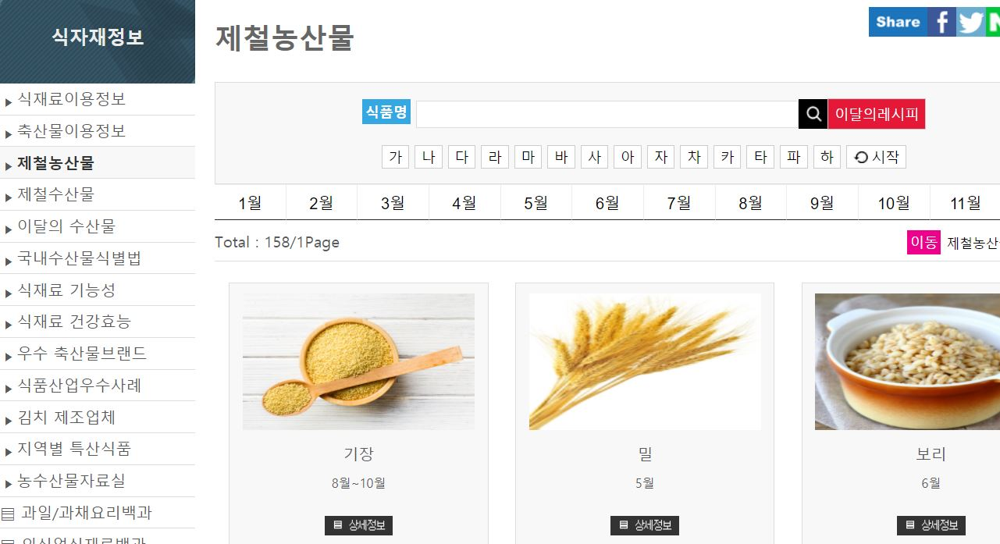 식자재정보
식재료이용정보
축산물이용정보
제철농산물
제철수산물
이달의 수산물
국내수산물식별법
식재료 기능성
식재료 건강효능
우수 축산물브랜드
식품산업우수사례
김치 제조업체
지역별 특산식품
농수산물자료실
과일/과채요리백과
제철농산물
Share
식품명
이달의레시피
가 나 다 라 마 바 사 아 자 차 카 타 파 하 시작
1월 2월 3월 4월 5월 6월 7월 8월 9월 10월 11월
Total : 158/1Page
이동 제철농산
기장
8월~10월
상세정보
밀
5월
상세정보
보리
6월
상세정보